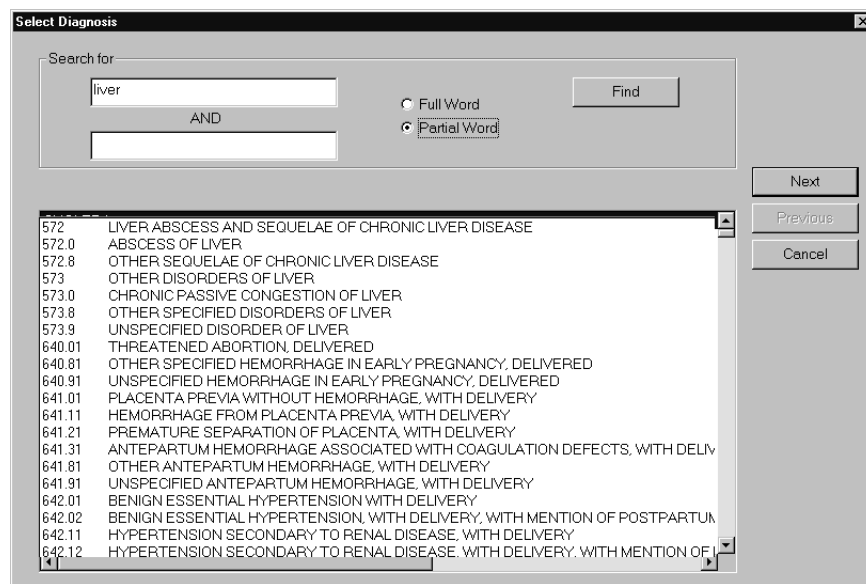 Select Diagnosis
Search for
liver
AND
Full Word
Partial Word
Find
Next
Previous
Cancel
572 LIVER ABSCESS AND SEQUELAE OF CHRONIC LIVER DISEASE
572.0 ABSCESS OF LIVER
572.8 OTHER SEQUELAE OF CHRONIC LIVER DISEASE
573 OTHER DISORDERS OF LIVER
573.0 CHRONIC PASSIVE CONGESTION OF LIVER
573.8 OTHER SPECIFIED DISORDERS OF LIVER
573.9 UNSPECIFIED DISORDER OF LIVER
640.01 THREATENED ABORTION, DELIVERED
640.81 OTHER SPECIFIED HEMORRHAGE IN EARLY PREGNANCY, DELIVERED
640.91 UNSPECIFIED HEMORRHAGE IN EARLY PREGNANCY, DELIVERED
641.01 PLACENTA PREVIA WITHOUT HEMORRHAGE, WITH DELIVERY
641.11 HEMORRHAGE FROM PLACENTA PREVIA, WITH DELIVERY
641.21 PREMATURE SEPARATION OF PLACENTA, WITH DELIVERY
641.31 ANTEPARTUM HEMORRHAGE ASSOCIATED WITH COAGULATION DEFECTS, WITH DELIV
641.81 OTHER ANTEPARTUM HEMORRHAGE, WITH DELIVERY
641.91 UNSPECIFIED ANTEPARTUM HEMORRHAGE, WITH DELIVERY
642.01 BENIGN ESSENTIAL HYPERTENSION WITH DELIVERY
642.02 BENIGN ESSENTIAL HYPERTENSION, WITH DELIVERY, WITH MENTION OF POSTPARTUM
642.11 HYPERTENSION SECONDARY TO RENAL DISEASE, WITH DELIVERY
642.12 HYPERTENSION SECONDARY TO RENAL DISEASE, WITH DELIVERY, WITH MENTION OF